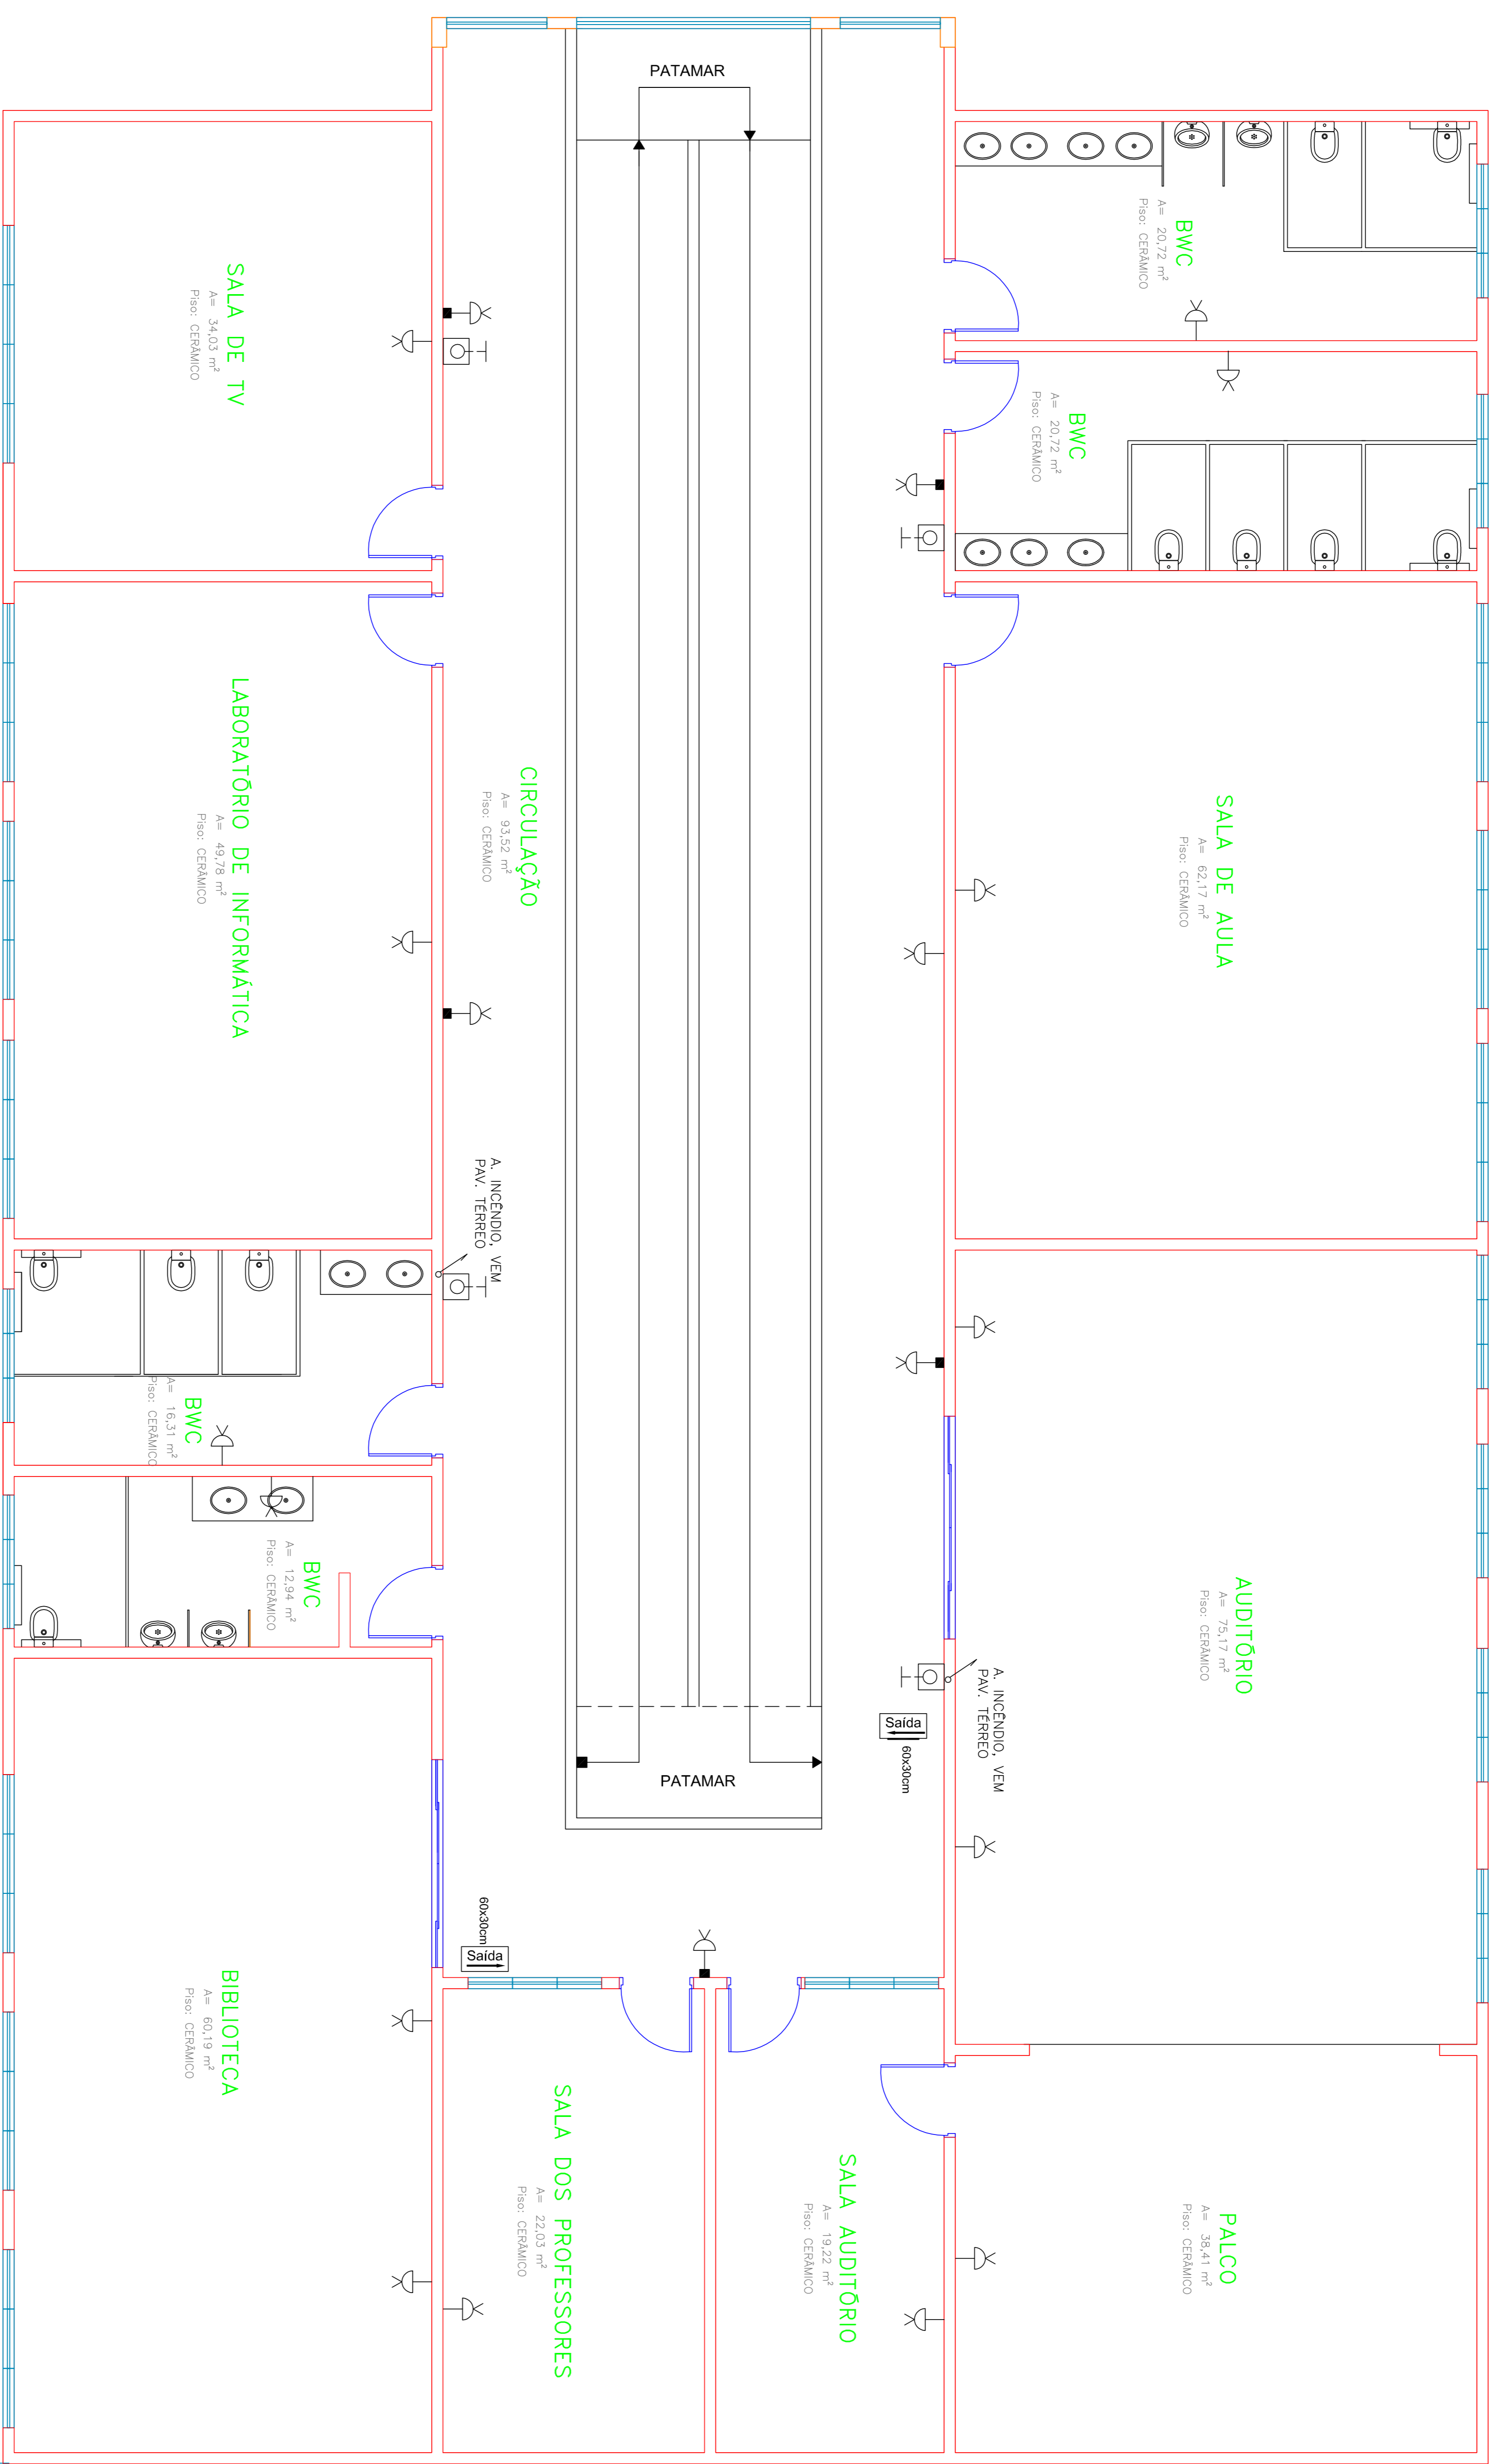 PATAMAR
BWC
A= 20,72 m²
Piso: CERÂMICO
BWC
A= 20,72 m²
Piso: CERÂMICO
SALA DE TV
A= 34,03 m²
Piso: CERÂMICO
SALA DE AULA
A= 62,17 m²
Piso: CERÂMICO
CIRCULAÇÃO
A= 93,52 m²
Piso: CERÂMICO
LABORATÓRIO DE INFORMÁTICA
A= 49,78 m²
Piso: CERÂMICO
A. INCÊNDIO, VEM
PAV. TÉRREO
BWC
A= 16,31 m²
Piso: CERÂMICO
BWC
A= 12,94 m²
Piso: CERÂMICO
AUDITÓRIO
A= 75,17 m²
Piso: CERÂMICO
A. INCÊNDIO, VEM
PAV. TÉRREO
Saída
60x30cm
PATAMAR
60x30cm
Saída
BIBLIOTECA
A= 60,19 m²
Piso: CERÂMICO
SALA DOS PROFESSORES
A= 22,03 m²
Piso: CERÂMICO
SALA AUDITÓRIO
A= 19,22 m²
Piso: CERÂMICO
PALCO
A= 38,41 m²
Piso: CERÂMICO